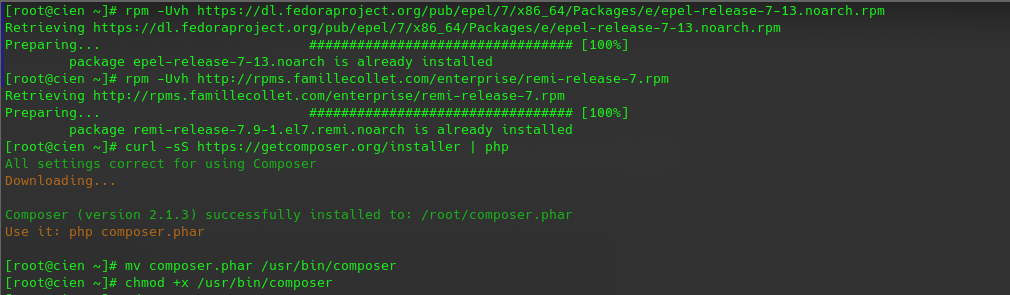 [root@cien ~]# rpm -Uvh https://dl.fedoraproject.org/pub/epel/7/x86_64/Packages/e/epel-release-7-13.noarch.rpm
Retrieving https://dl.fedoraproject.org/pub/epel/7/x86_64/Packages/e/epel-release-7-13.noarch.rpm
Preparing...                          ################################# [100%]
        package epel-release-7-13.noarch is already installed
[root@cien ~]# rpm -Uvh http://rpms.famillecollet.com/enterprise/remi-release-7.rpm
Retrieving http://rpms.famillecollet.com/enterprise/remi-release-7.rpm
Preparing...                          ################################# [100%]
        package remi-release-7.9-1.el7.remi.noarch is already installed
[root@cien ~]# curl -sS https://getcomposer.org/installer | php
All settings correct for using Composer
Downloading...

Composer (version 2.1.3) successfully installed to: /root/composer.phar
Use it: php composer.phar

[root@cien ~]# mv composer.phar /usr/bin/composer
[root@cien ~]# chmod +x /usr/bin/composer